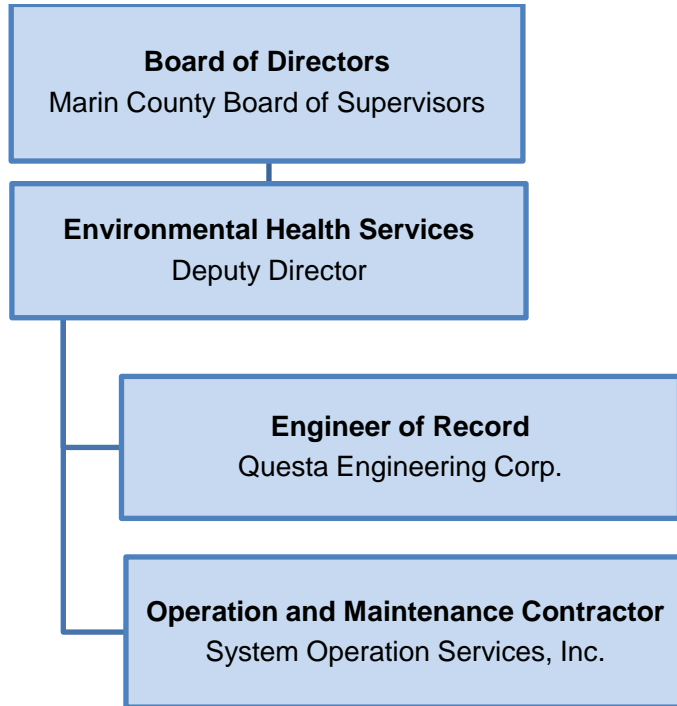 Board of Directors
Marin County Board of Supervisors
Environmental Health Services
Deputy Director
Engineer of Record
Questa Engineering Corp.
Operation and Maintenance Contractor
System Operation Services, Inc.